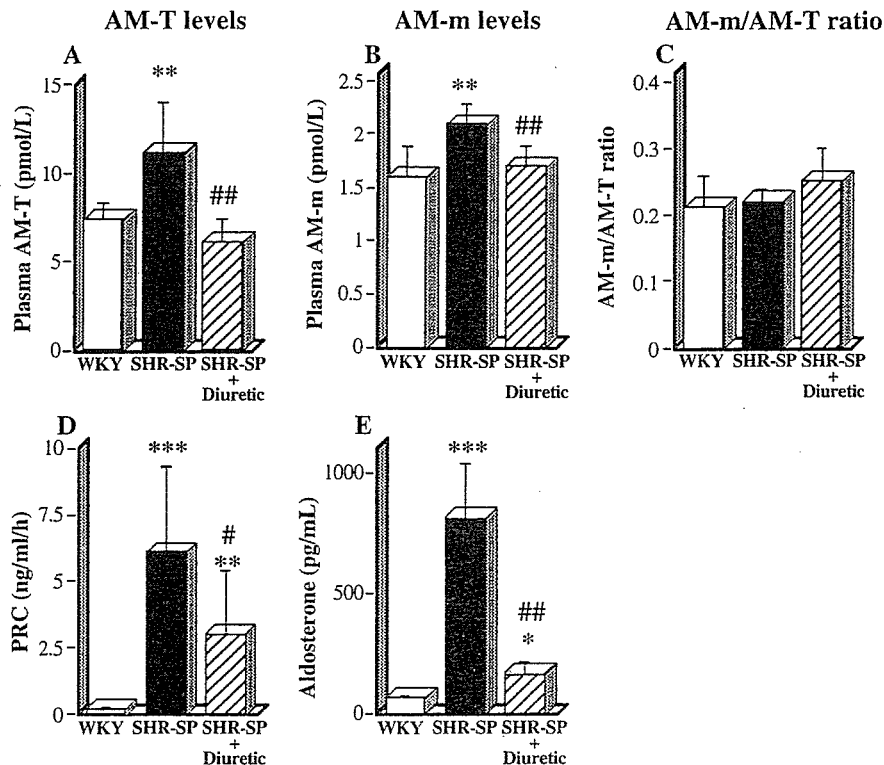 AM-T levels
AM-m levels
AM-m/AM-T ratio
A
**
##
15
10
5
0
Plasma AM-T (pmol/L)
WKY SHR-SP SHR-SP
+
Diuretic
B
**
##
2.5
2
1.5
1
0.5
0
Plasma AM-m (pmol/L)
WKY SHR-SP SHR-SP
+
Diuretic
C
0.4
0.3
0.2
0.1
0
AM-m/AM-T ratio
WKY SHR-SP SHR-SP
+
Diuretic
D
***
#
**
10
7.5
5
2.5
0
PRC (ng/ml/h)
WKY SHR-SP SHR-SP
+
Diuretic
E
***
##
*
1000
500
0
Aldosterone (pg/mL)
WKY SHR-SP SHR-SP
+
Diuretic